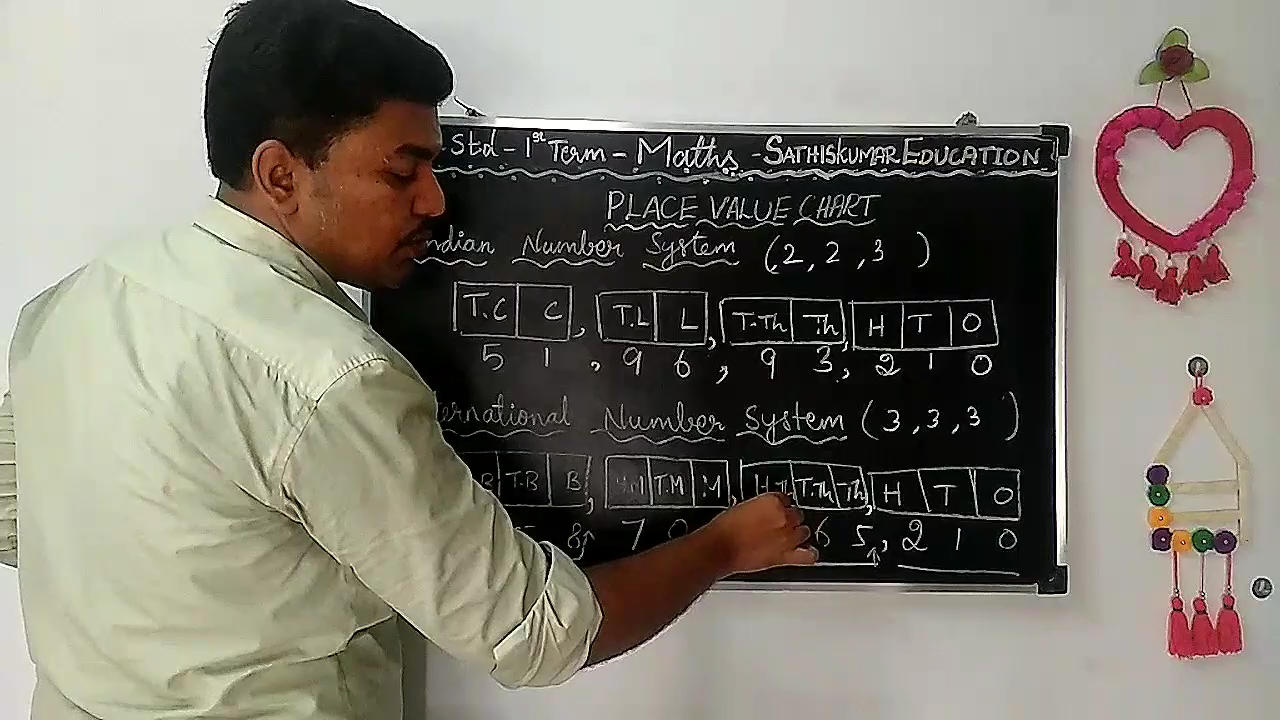 Std - 1st Term - Maths - SATHISKUMAR EDUCATION
PLACE VALUE CHART
Number System (2, 2, 3 )
T.C C , T.L L , T.Th Th , H T O
5 1 , 9 6 , 9 3 , 2 1 0
Number System (3, 3, 3 )
T.B B , T.M M , H.Th T.Th Th , H T O
8 7 0 6 5 , 2 1 0